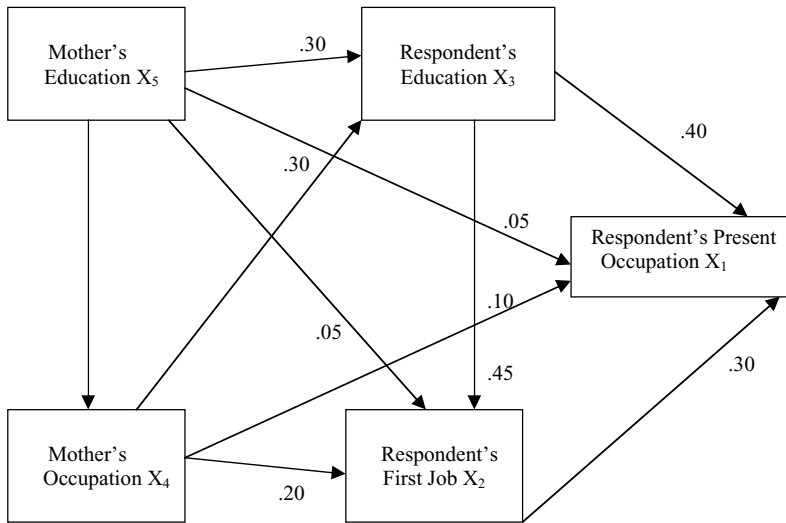 Mother's
Education X₅
.30
Respondent's
Education X₃
.40
.30
.05
Respondent's Present
Occupation X₁
.10
.05
.45
.30
Mother's
Occupation X₄
.20
Respondent's
First Job X₂